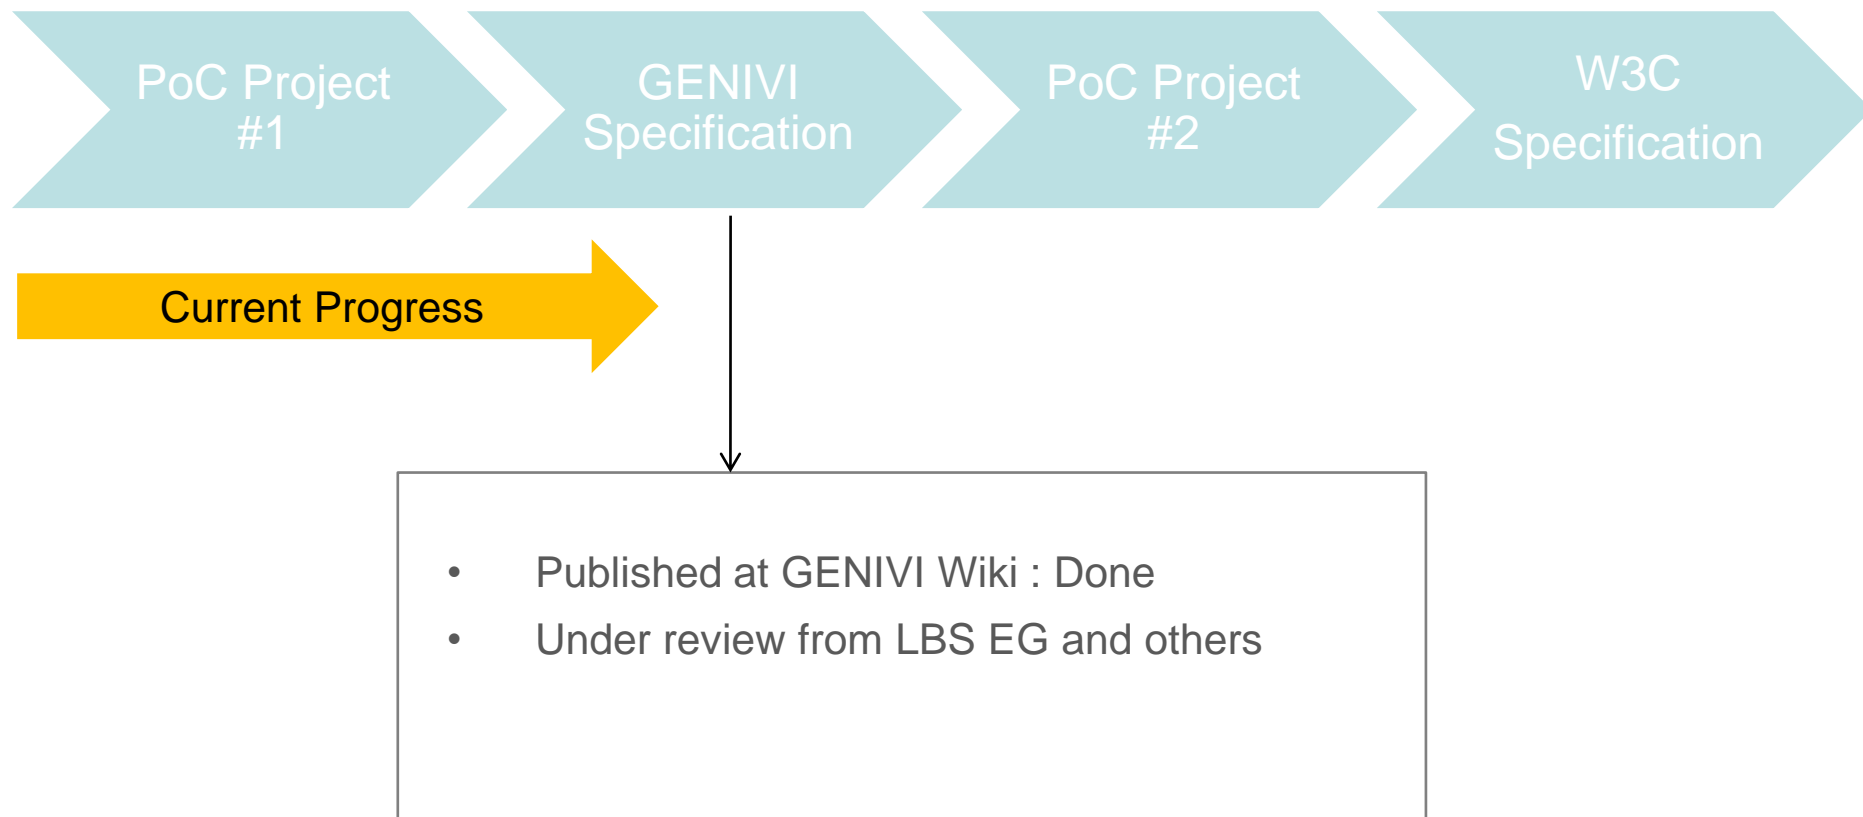 PoC Project
#1
GENIVI
Specification
PoC Project
#2
W3C
Specification
Current Progress
• Published at GENIVI Wiki : Done
• Under review from LBS EG and others